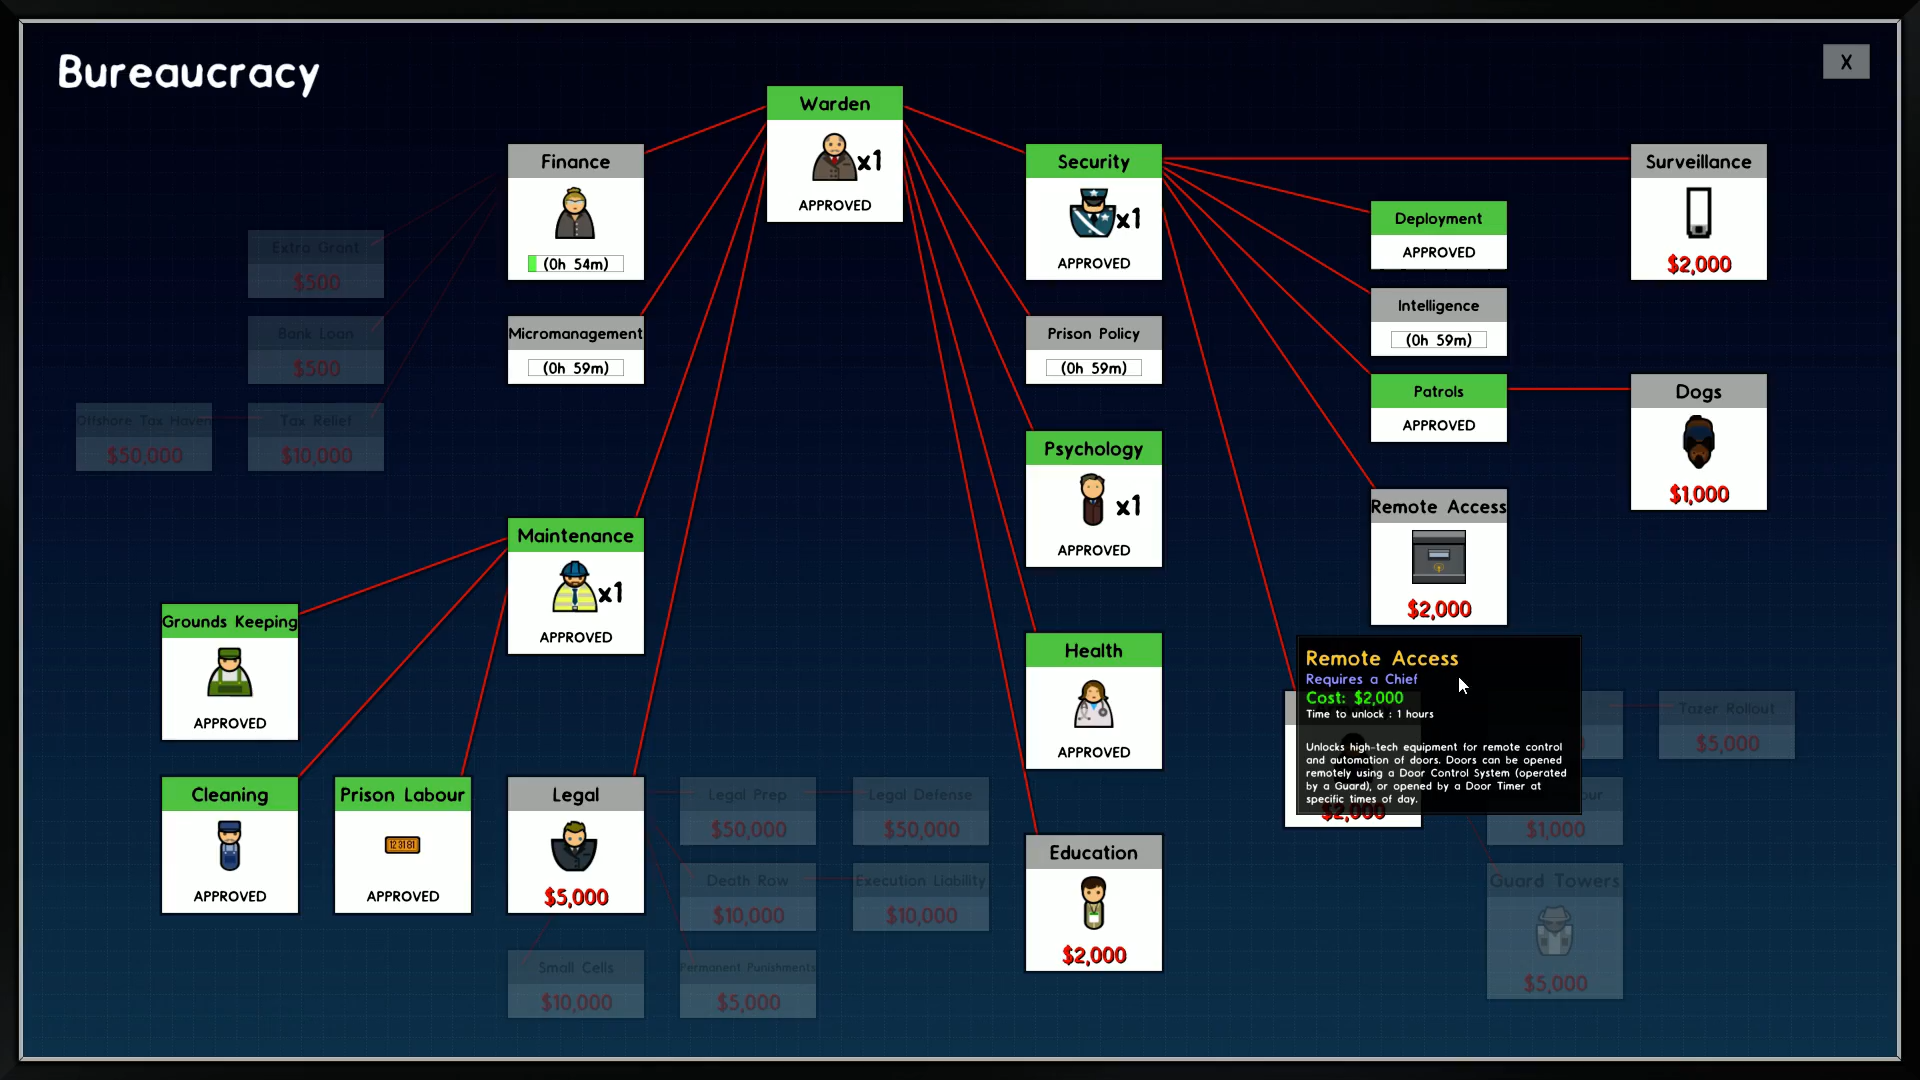 Bureaucracy
X
Warden
x1
APPROVED
Finance
(0h 54m)
Security
x1
APPROVED
Surveillance
$2,000
Deployment
APPROVED
Extra Grant
$500
Intelligence
(0h 59m)
Micromanagement
(0h 59m)
Prison Policy
(0h 59m)
Bank Loan
$500
Patrols
APPROVED
Dogs
$1,000
Offshore Tax Haven
$50,000
Tax Relief
$10,000
Psychology
x1
APPROVED
Remote Access
$2,000
Maintenance
x1
APPROVED
Grounds Keeping
APPROVED
Health
APPROVED
Remote Access
Requires a Chief
Cost: $2,000
Time to unlock : 1 hours
Unlocks high-tech equipment for remote control
and automation of doors. Doors can be opened
remotely using a Door Control System (operated
by a Guard), or opened by a Door Timer at
specific times of day.
$2,000
Tazer Rollout
$5,000
Cleaning
APPROVED
Prison Labour
12 31 81
APPROVED
Legal
$5,000
Legal Prep
$50,000
Legal Defense
$50,000
$1,000
Death Row
$10,000
Execution Liability
$10,000
Education
$2,000
Guard Towers
$5,000
Small Cells
$10,000
Permanent Punishments
$5,000